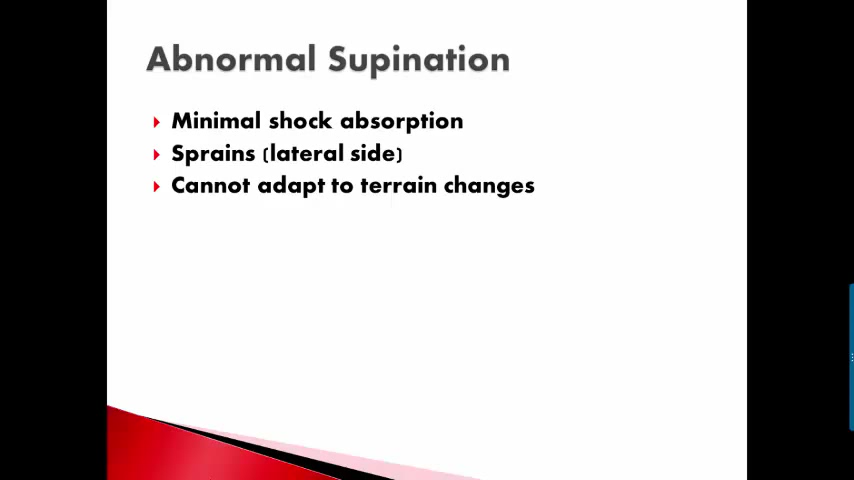 Abnormal Supination
Minimal shock absorption
Sprains (lateral side)
Cannot adapt to terrain changes